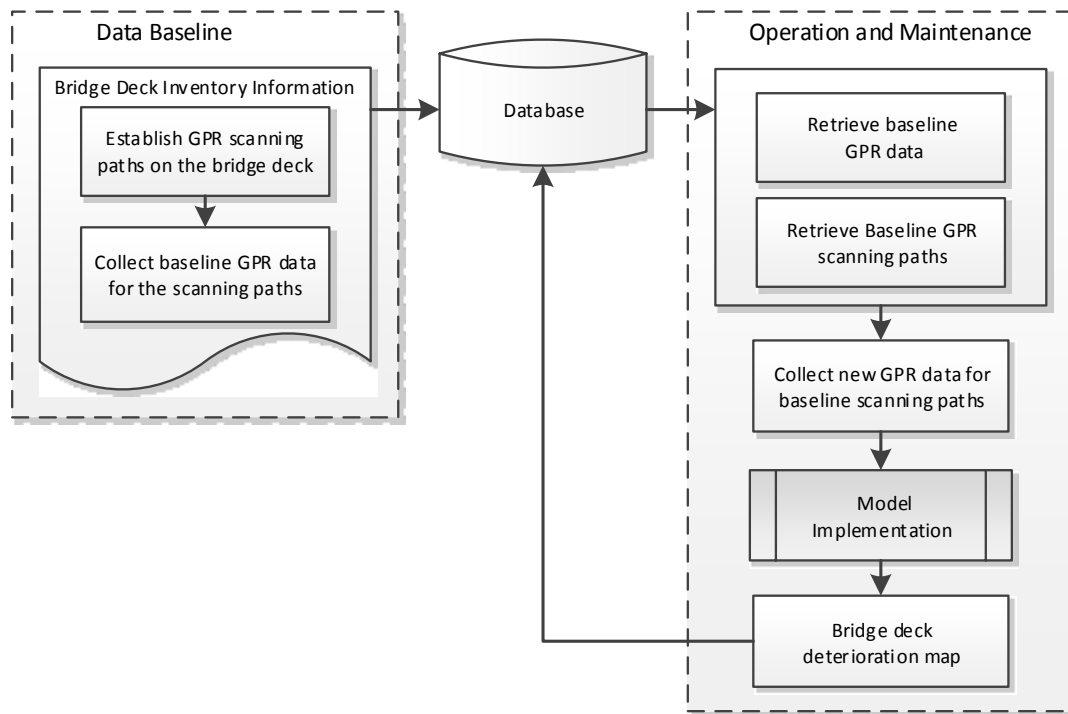 Data Baseline
Bridge Deck Inventory Information
Establish GPR scanning
paths on the bridge deck
Collect baseline GPR data
for the scanning paths
Database
Operation and Maintenance
Retrieve baseline
GPR data
Retrieve Baseline GPR
scanning paths
Collect new GPR data for
baseline scanning paths
Model
Implementation
Bridge deck
deterioration map